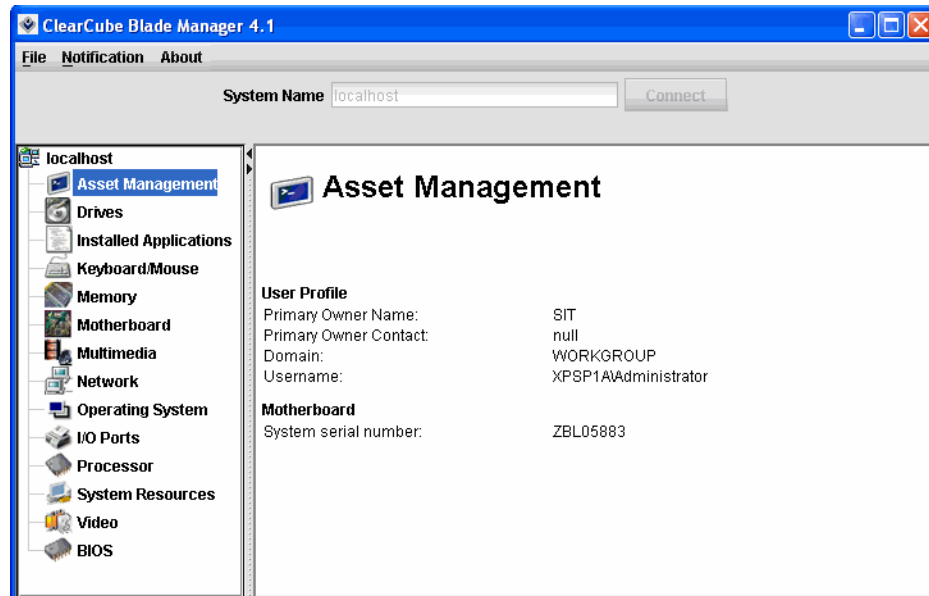 ClearCube Blade Manager 4.1
File Notification About
System Name localhost Connect
localhost
Asset Management
Drives
Installed Applications
Keyboard/Mouse
Memory
Motherboard
Multimedia
Network
Operating System
I/O Ports
Processor
System Resources
Video
BIOS
Asset Management
User Profile
Primary Owner Name: SIT
Primary Owner Contact: null
Domain: WORKGROUP
Username: XPSP1A\Administrator
Motherboard
System serial number: ZBL05883